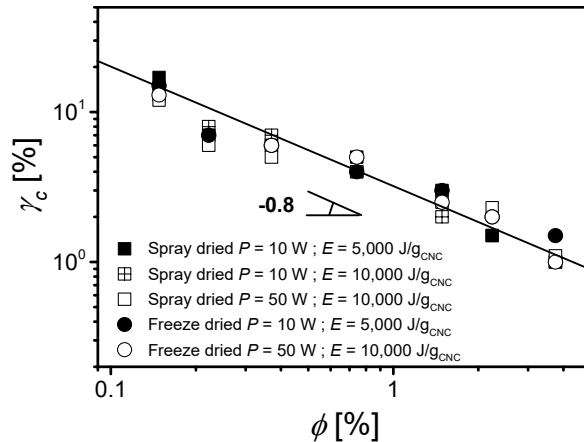 10¹
10⁰
γc [%]
-0.8
Spray dried P = 10 W ; E = 5,000 J/gCNC
Spray dried P = 10 W ; E = 10,000 J/gCNC
Spray dried P = 50 W ; E = 10,000 J/gCNC
Freeze dried P = 10 W ; E = 5,000 J/gCNC
Freeze dried P = 50 W ; E = 10,000 J/gCNC
0.1 1
ϕ [%]